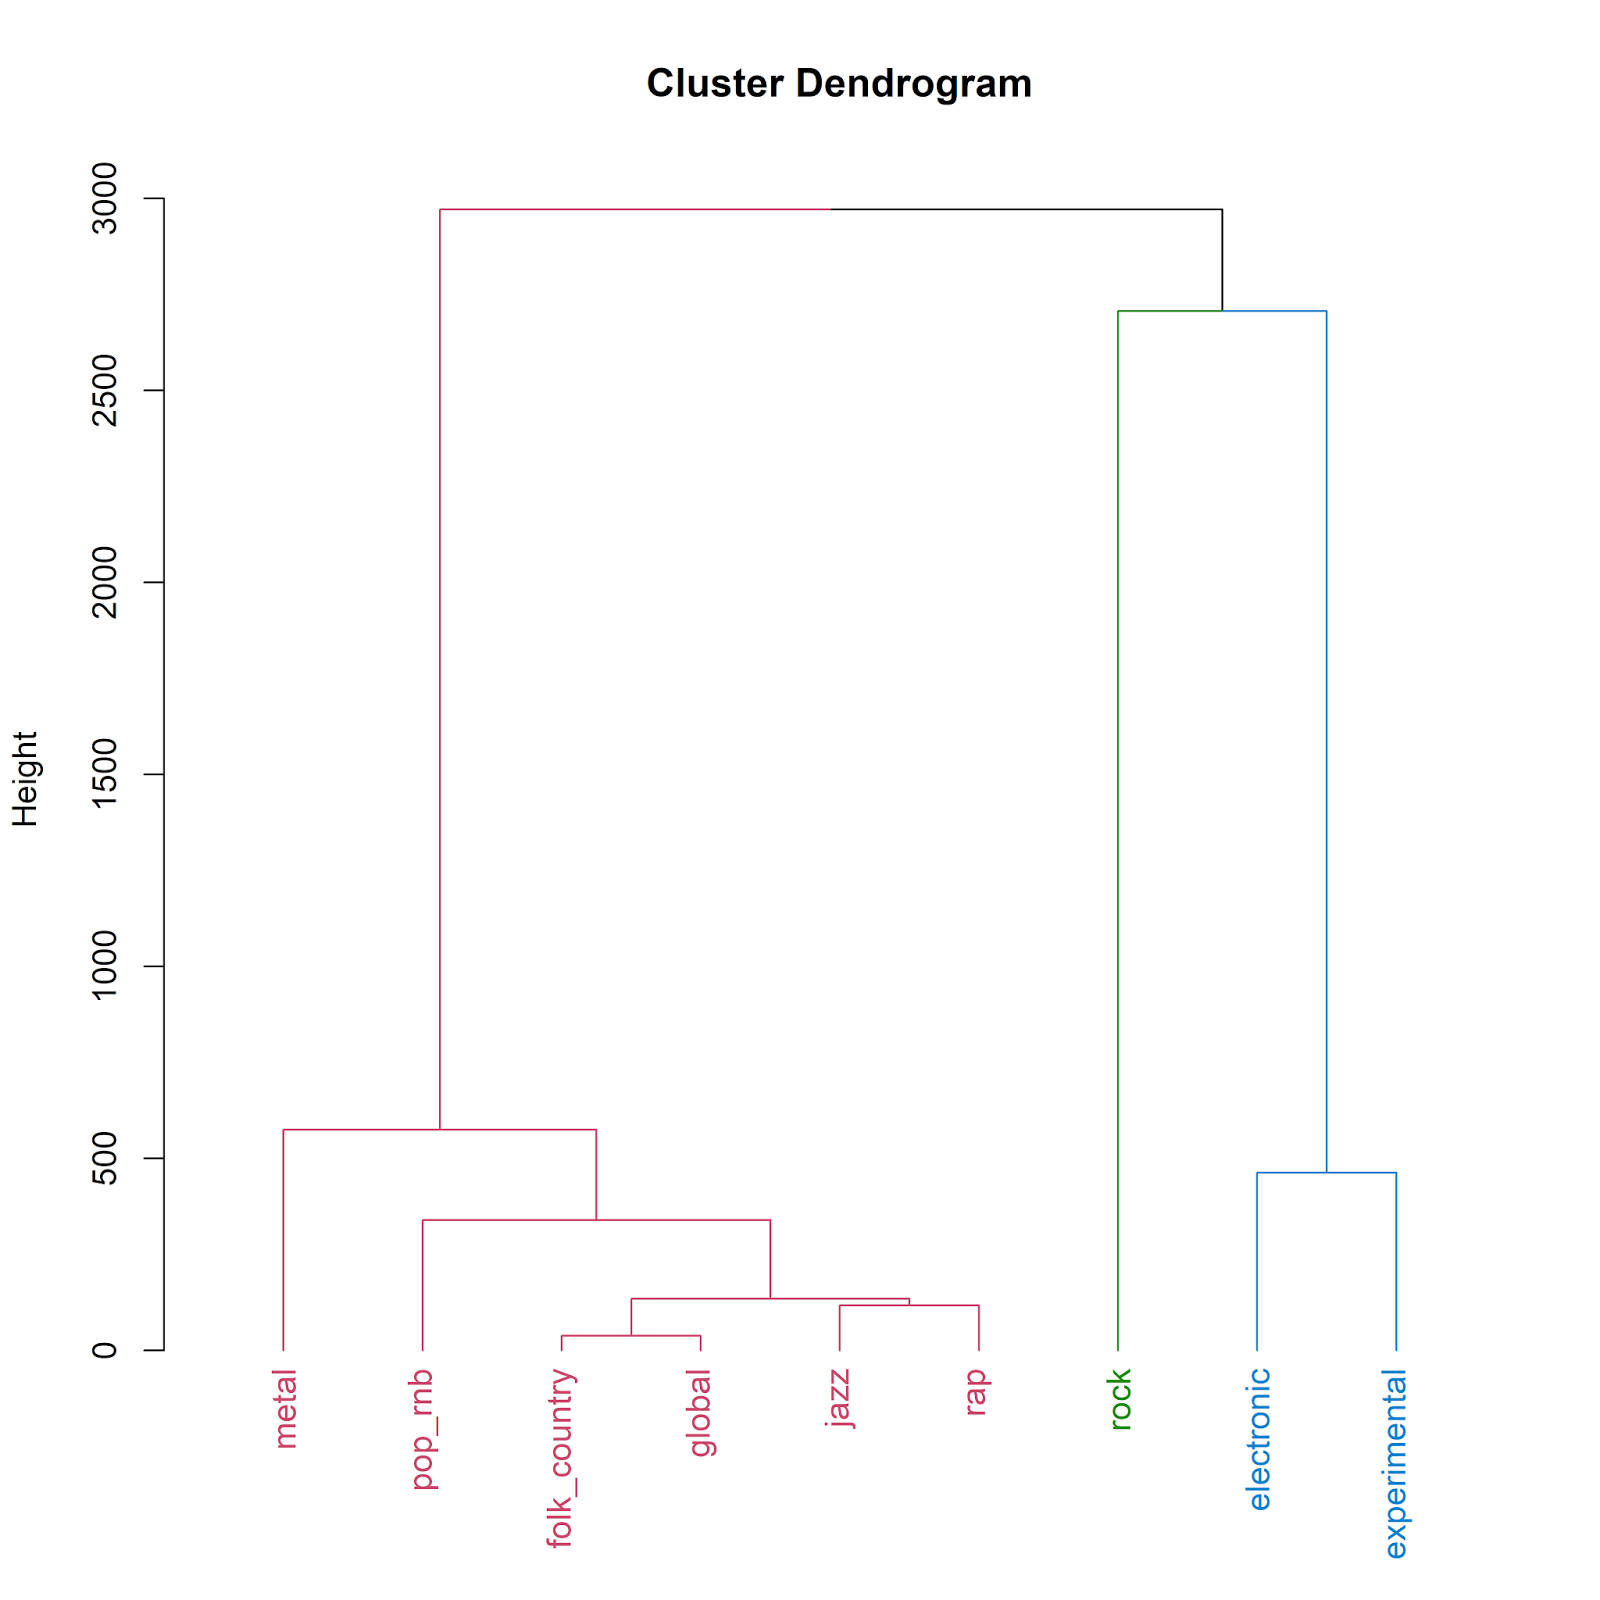 Cluster Dendrogram
Height
3000
2500
2000
1500
1000
500
0
metal
pop_rnb
folk_country
global
jazz
rap
rock
electronic
experimental